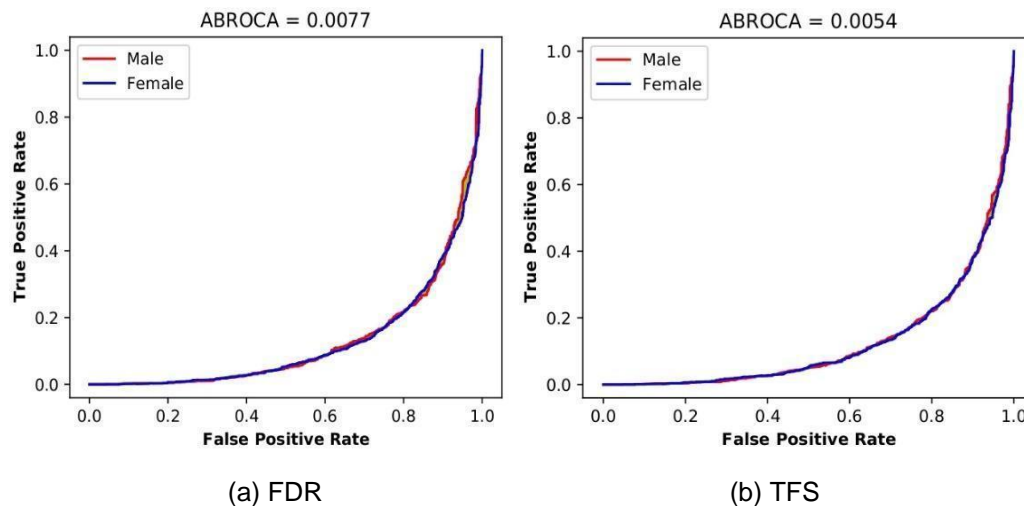 ABROCA = 0.0077
Male
Female
True Positive Rate
1.0
0.8
0.6
0.4
0.2
0.0
0.0 0.2 0.4 0.6 0.8 1.0
False Positive Rate
(a) FDR
ABROCA = 0.0054
Male
Female
True Positive Rate
1.0
0.8
0.6
0.4
0.2
0.0
0.0 0.2 0.4 0.6 0.8 1.0
False Positive Rate
(b) TFS